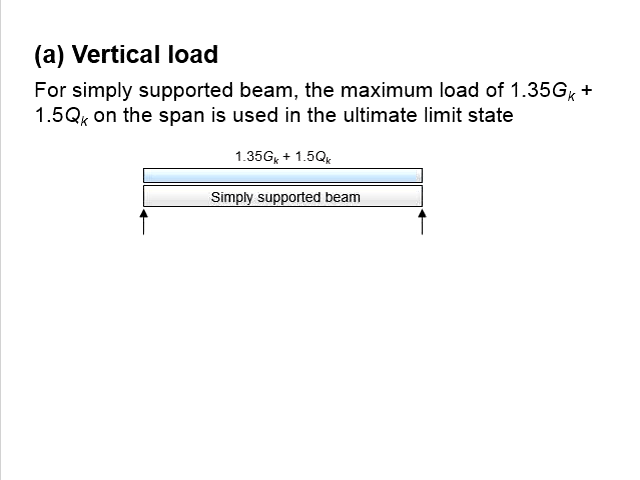 (a) Vertical load
For simply supported beam, the maximum load of 1.35Gk +
1.5Qk on the span is used in the ultimate limit state
1.35Gk + 1.5Qk
Simply supported beam